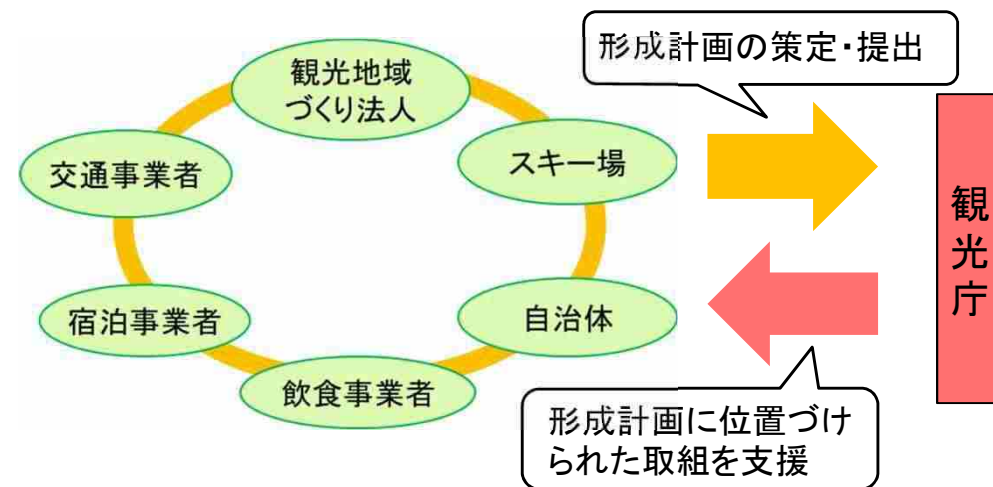 形成計画の策定・提出
観光地域
づくり法人
スキー場
交通事業者
宿泊事業者
自治体
飲食事業者
観光庁
形成計画に位置づけ
られた取組を支援